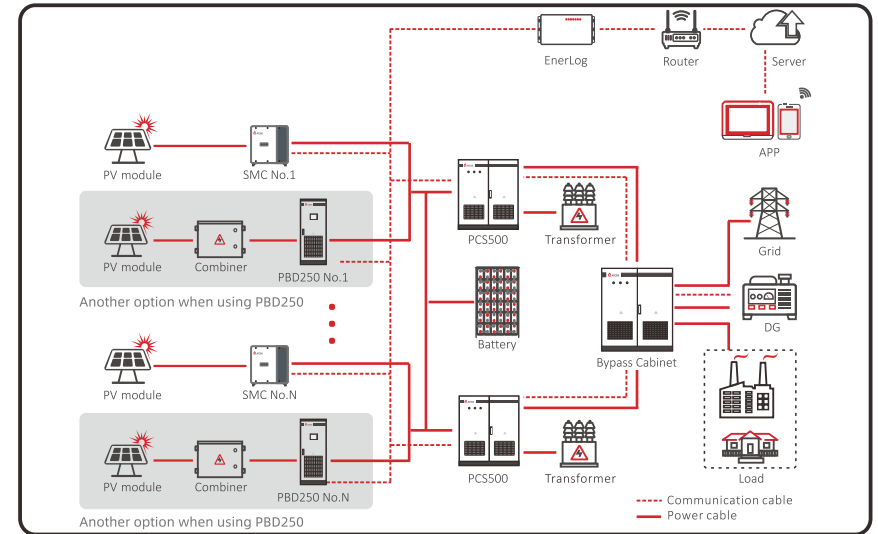 EnerLog
Router
Server
APP
PV module
SMC No.1
PV module
Combiner
PBD250 No.1
Another option when using PBD250
PCS500
Transformer
Grid
DG
Battery
Bypass Cabinet
PV module
SMC No.N
PV module
Combiner
PBD250 No.N
Another option when using PBD250
PCS500
Transformer
Load
Communication cable
Power cable